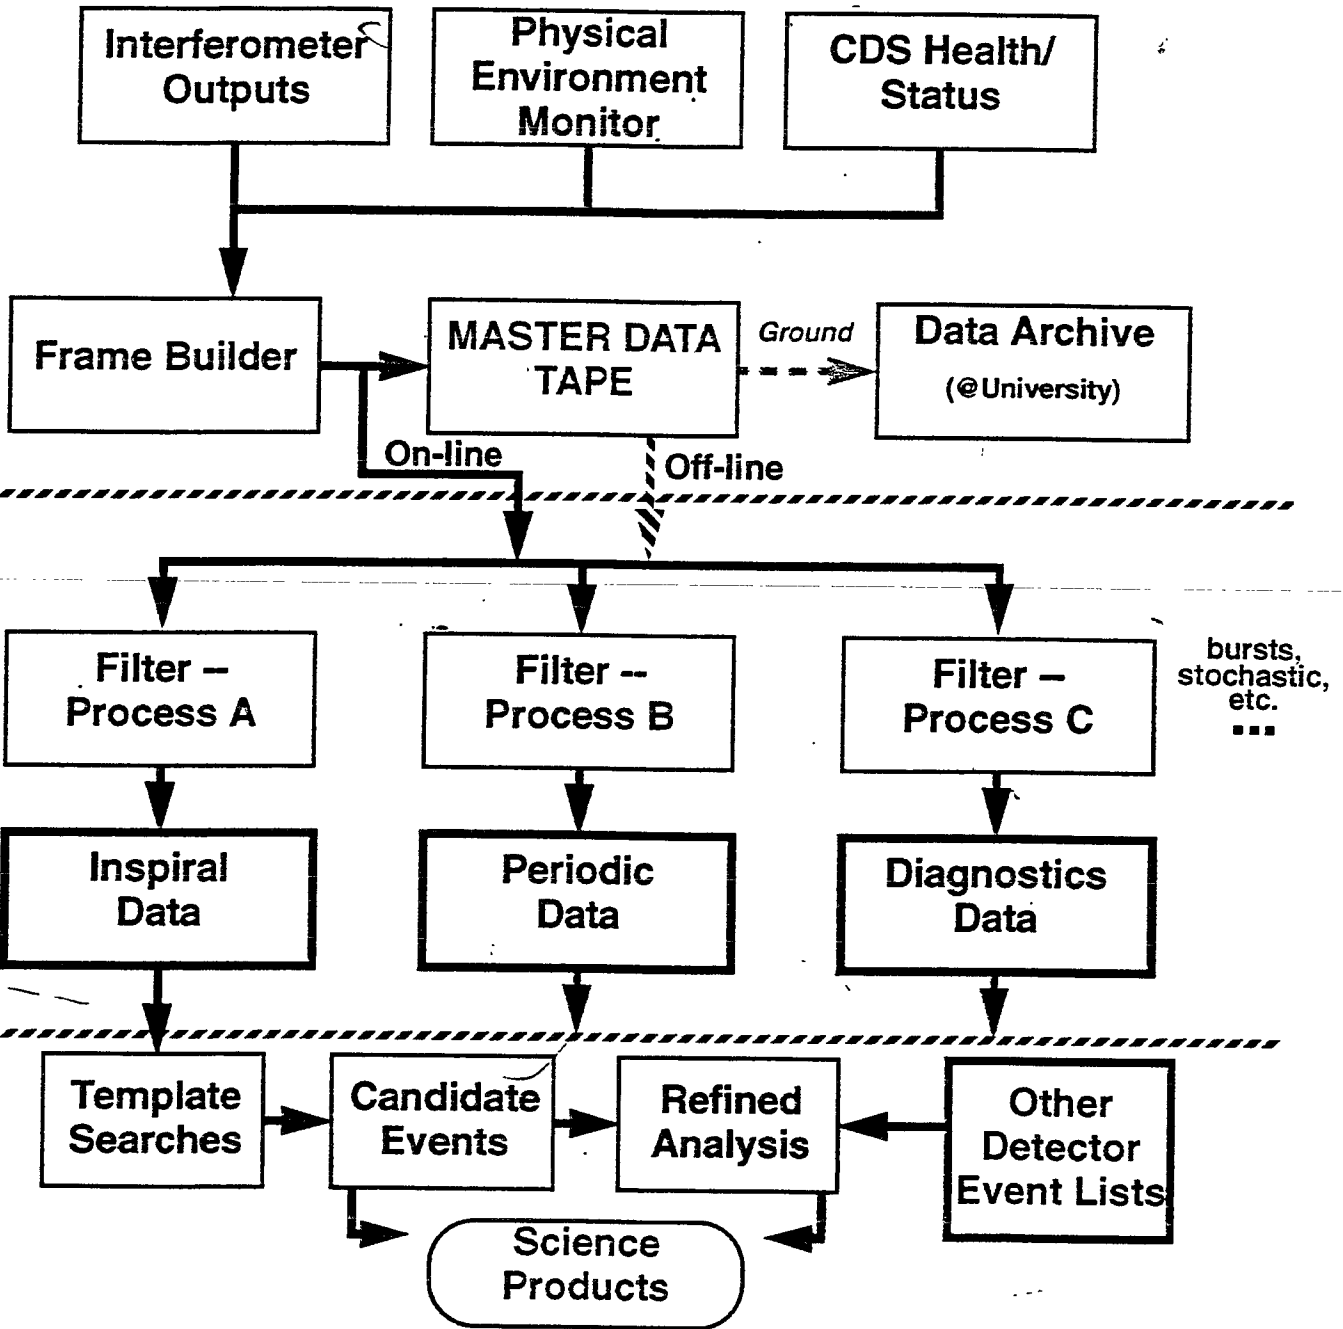 Interferometer
Outputs
Physical
Environment
Monitor
CDS Health/
Status
Frame Builder
MASTER DATA
TAPE
Ground
Data Archive
(@University)
On-line
Off-line
Filter --
Process A
Filter --
Process B
Filter --
Process C
bursts,
stochastic,
etc.
...
Inspiral
Data
Periodic
Data
Diagnostics
Data
Template
Searches
Candidate
Events
Refined
Analysis
Other
Detector
Event Lists
Science
Products